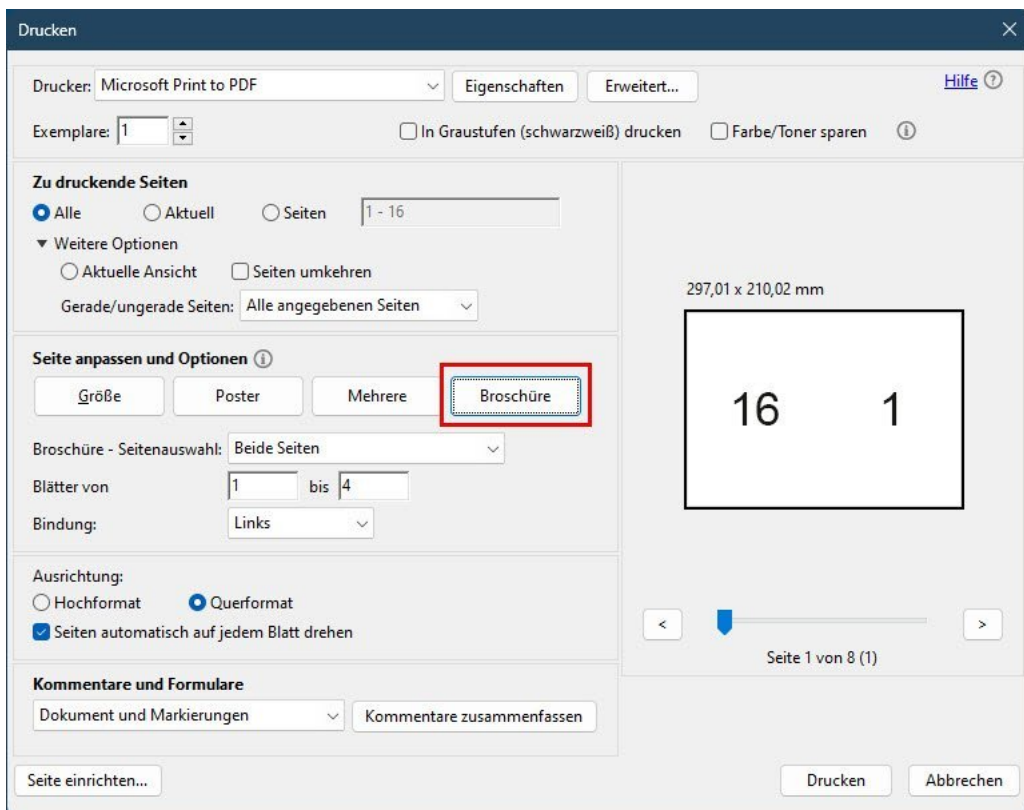 Drucken
Drucker: Microsoft Print to PDF Eigenschaften Erweitert... Hilfe ?
Exemplare: 1 In Graustufen (schwarzweiß) drucken Farbe/Toner sparen i
Zu druckende Seiten
Alle Aktuell Seiten 1 - 16
Weitere Optionen
Aktuelle Ansicht Seiten umkehren
Gerade/ungerade Seiten: Alle angegebenen Seiten
Seite anpassen und Optionen i
Größe Poster Mehrere Broschüre
Broschüre - Seitenauswahl: Beide Seiten
Blätter von 1 bis 4
Bindung: Links
Ausrichtung:
Hochformat Querformat
Seiten automatisch auf jedem Blatt drehen
Kommentare und Formulare
Dokument und Markierungen Kommentare zusammenfassen
297,01 x 210,02 mm
16 1
< >
Seite 1 von 8 (1)
Seite einrichten... Drucken Abbrechen